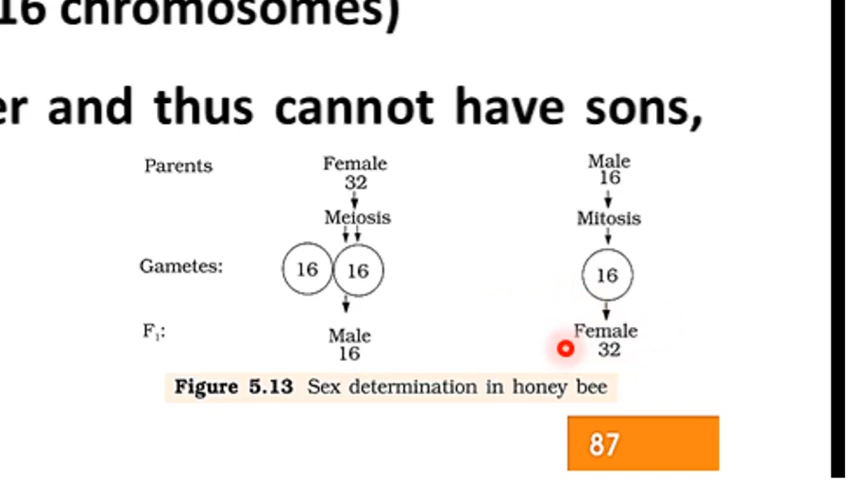 16 chromosomes)
er and thus cannot have sons,
Parents Female 32 Male 16
Meiosis Mitosis
Gametes: 16 16 16
F₁: Male 16 Female 32
Figure 5.13 Sex determination in honey bee
87